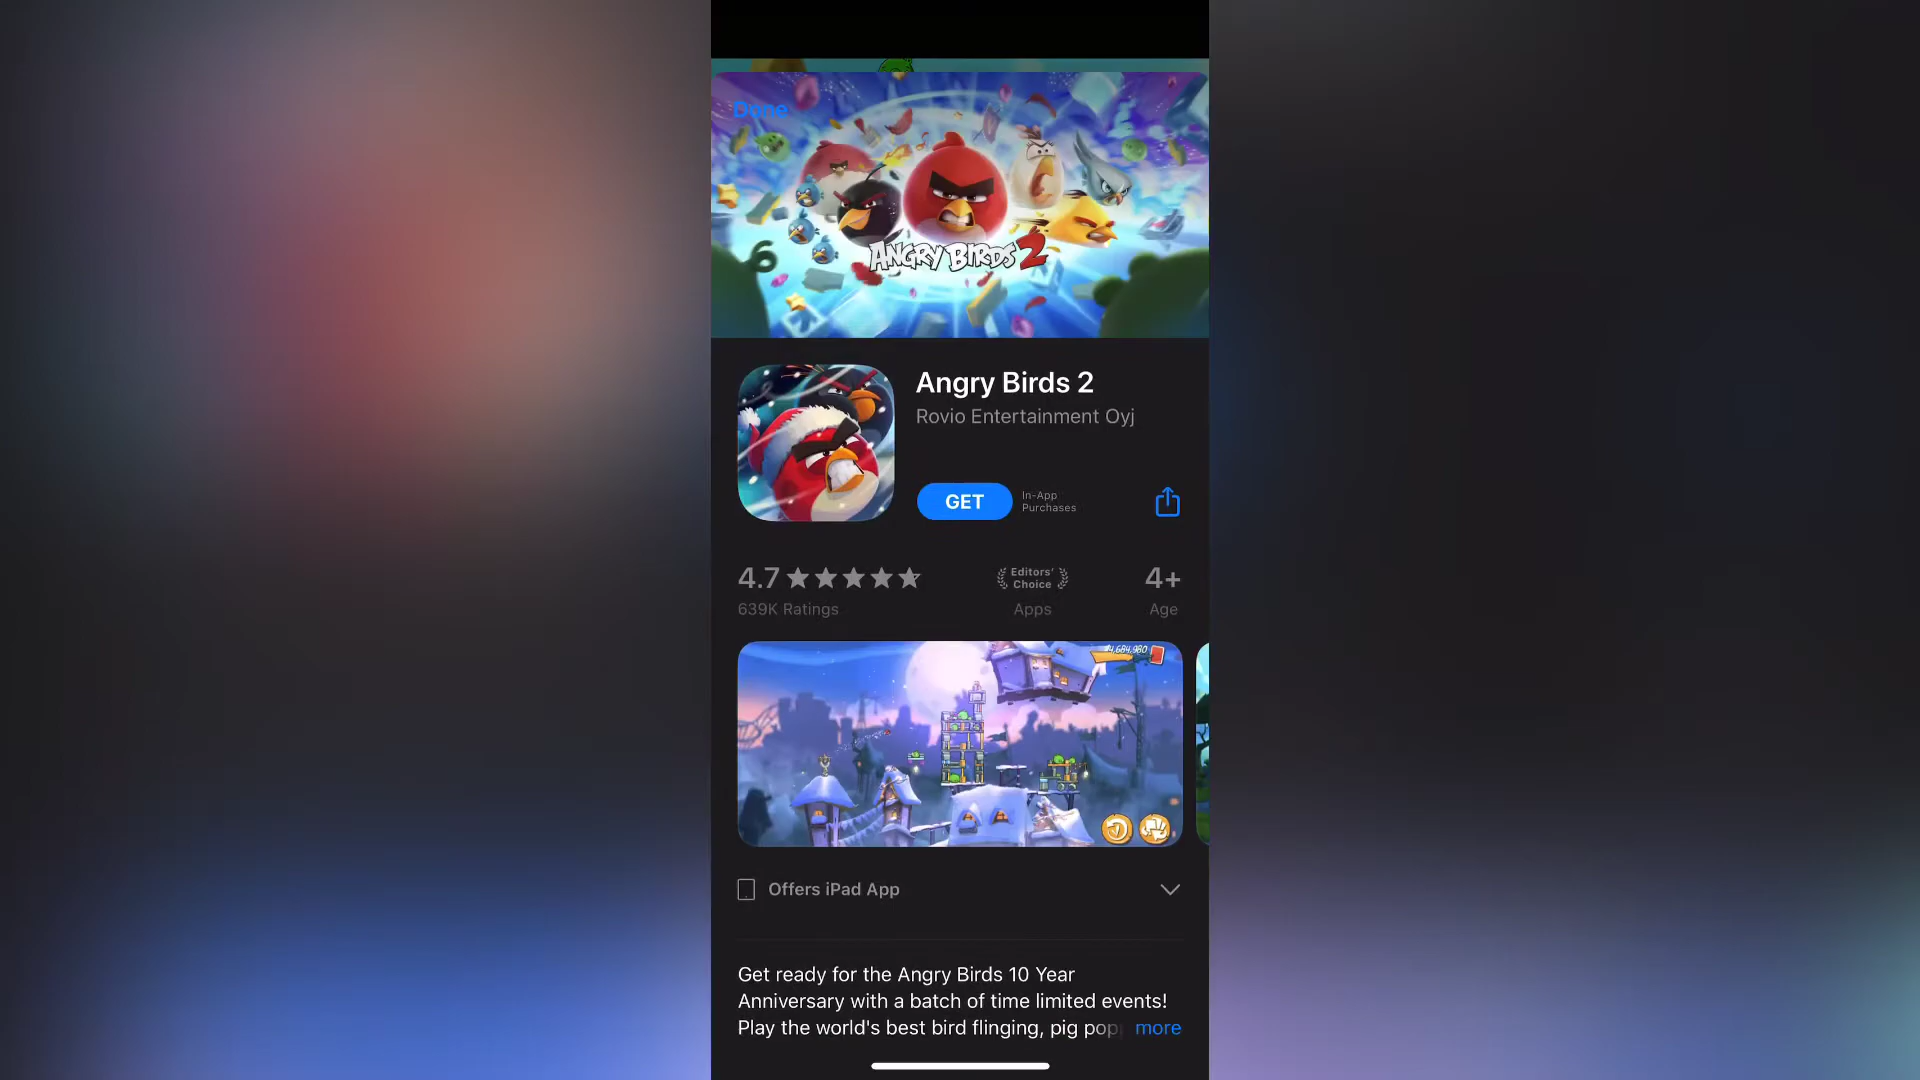 Done
ANGRY BIRDS 2
Angry Birds 2
Rovio Entertainment Oyj
GET
In-App
Purchases
4.7
639K Ratings
Editors'
Choice
Apps
4+
Age
Offers iPad App
Get ready for the Angry Birds 10 Year
Anniversary with a batch of time limited events!
Play the world's best bird flinging, pig pop more